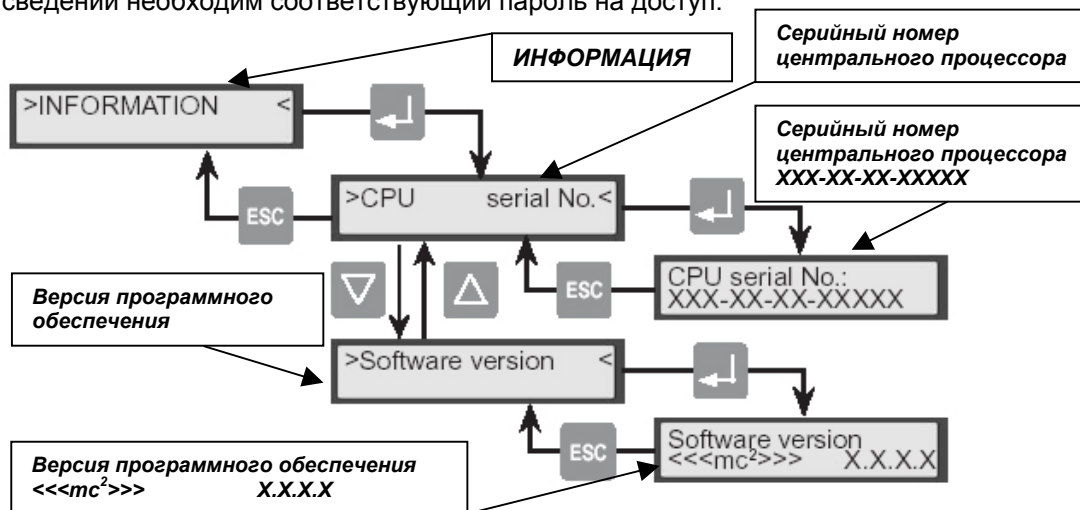 сведений необходим соответствующий пароль на доступ.
ИНФОРМАЦИЯ
Серийный номер
центрального процессора
>INFORMATION <
Серийный номер
центрального процессора
XXX-XX-XX-XXXXX
>CPU serial No.<
ESC
CPU serial No.:
XXX-XX-XX-XXXXX
ESC
Версия программного
обеспечения
>Software version <
Software version
<<<mc²>>> X.X.X.X
ESC
Версия программного обеспечения
<<<mc²>>> X.X.X.X